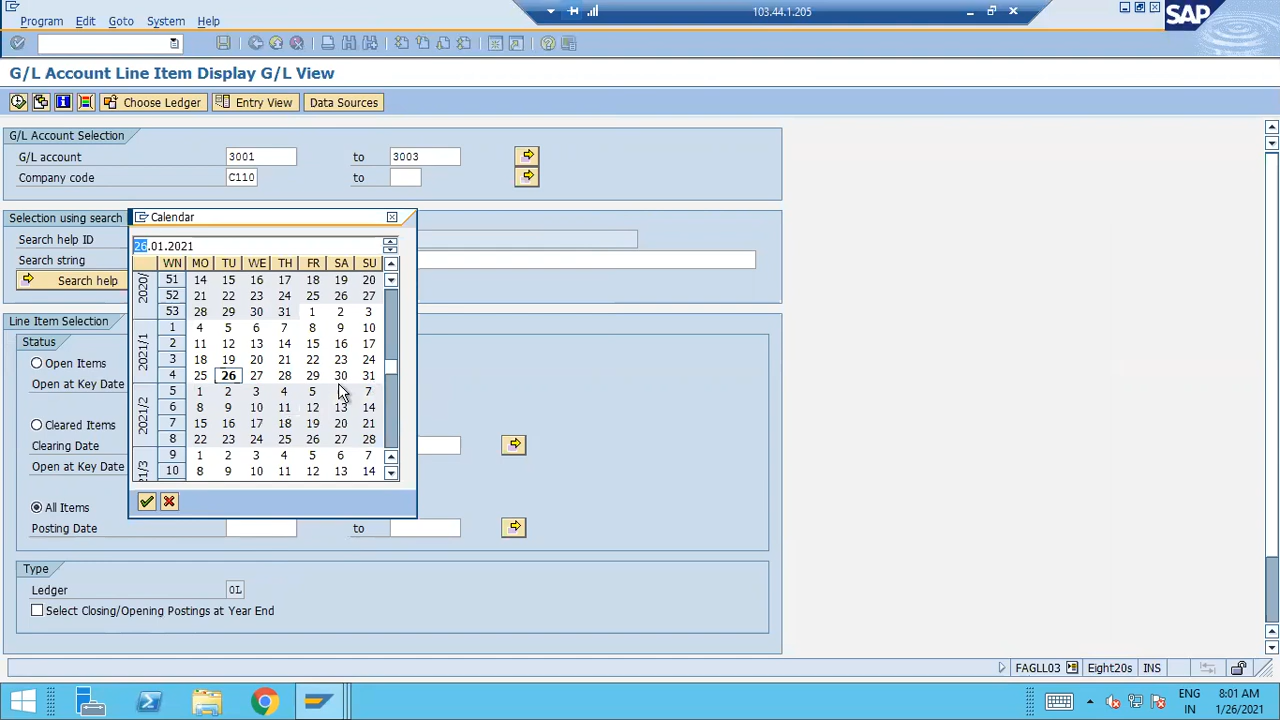 103.44.1.205
Program Edit Goto System Help
SAP
G/L Account Line Item Display G/L View
Choose Ledger Entry View Data Sources
G/L Account Selection
G/L account 3001 to 3003
Company code C110 to
Selection using search
Search help ID
Search string
Search help
Calendar
26.01.2021
WN MO TU WE TH FR SA SU
2020/ 51 14 15 16 17 18 19 20
52 21 22 23 24 25 26 27
53 28 29 30 31 1 2 3
2021/1 1 4 5 6 7 8 9 10
2 11 12 13 14 15 16 17
3 18 19 20 21 22 23 24
4 25 26 27 28 29 30 31
2021/2 5 1 2 3 4 5 7
6 8 9 10 11 12 13 14
7 15 16 17 18 19 20 21
8 22 23 24 25 26 27 28
21/3 9 1 2 3 4 5 6 7
10 8 9 10 11 12 13 14
Line Item Selection
Status
Open Items
Open at Key Date
Cleared Items
Clearing Date
Open at Key Date
All Items
Posting Date to
Type
Ledger 0L
Select Closing/Opening Postings at Year End
FAGLL03 Eight20s INS
ENG 8:01 AM
IN 1/26/2021